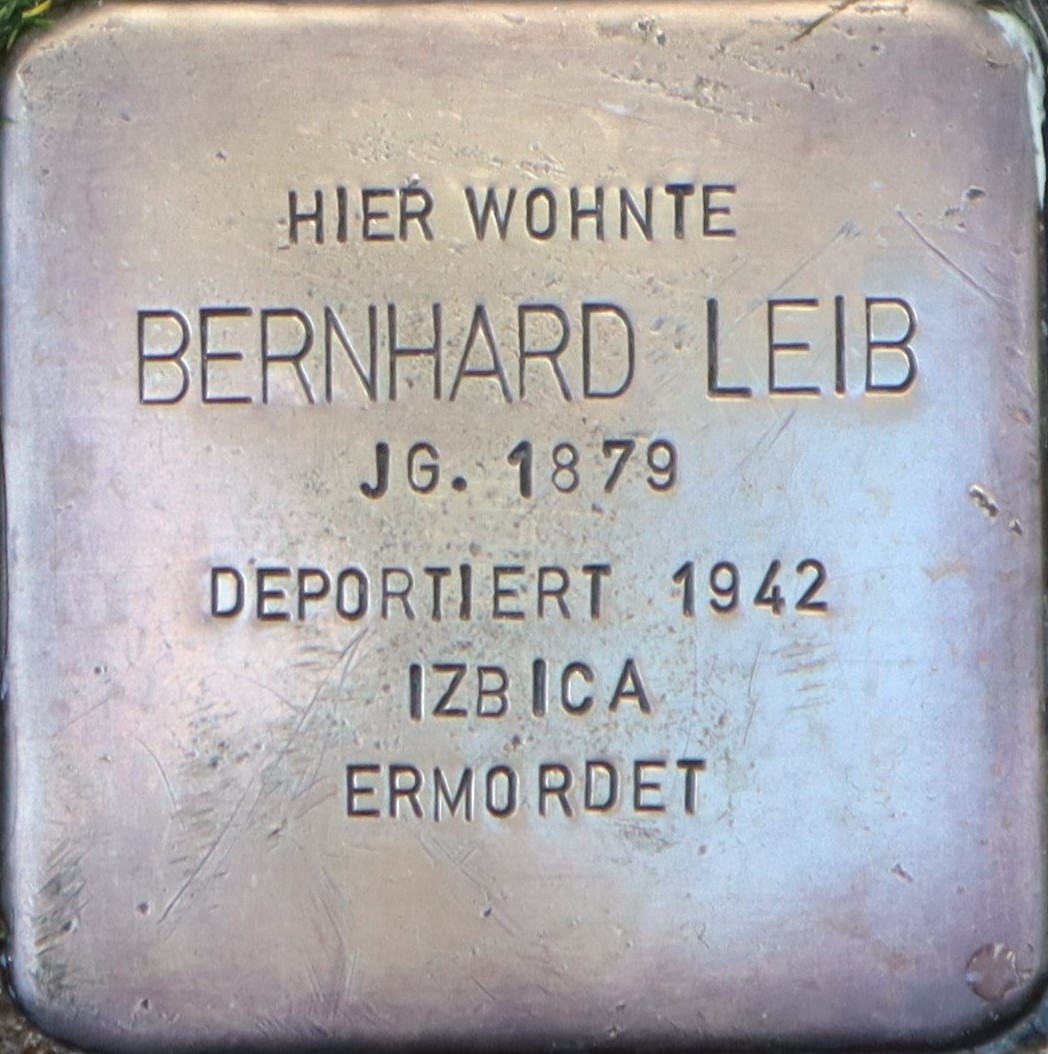 HIER WOHNTE
BERNHARD LEIB
JG. 1879
DEPORTIERT 1942
IZBICA
ERMORDET